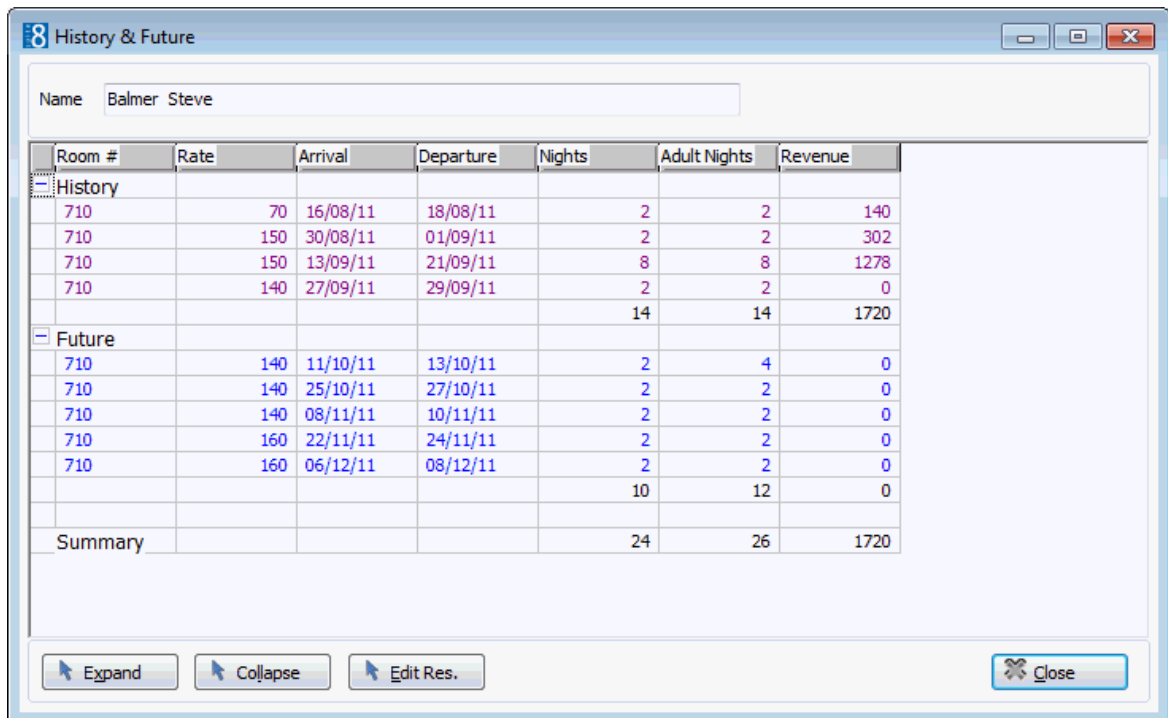 8 History & Future
Name Balmer Steve
Room # Rate Arrival Departure Nights Adult Nights Revenue
History
710 70 16/08/11 18/08/11 2 2 140
710 150 30/08/11 01/09/11 2 2 302
710 150 13/09/11 21/09/11 8 8 1278
710 140 27/09/11 29/09/11 2 2 0
14 14 1720
Future
710 140 11/10/11 13/10/11 2 4 0
710 140 25/10/11 27/10/11 2 2 0
710 140 08/11/11 10/11/11 2 2 0
710 160 22/11/11 24/11/11 2 2 0
710 160 06/12/11 08/12/11 2 2 0
10 12 0
Summary 24 26 1720
Expand Collapse Edit Res. Close